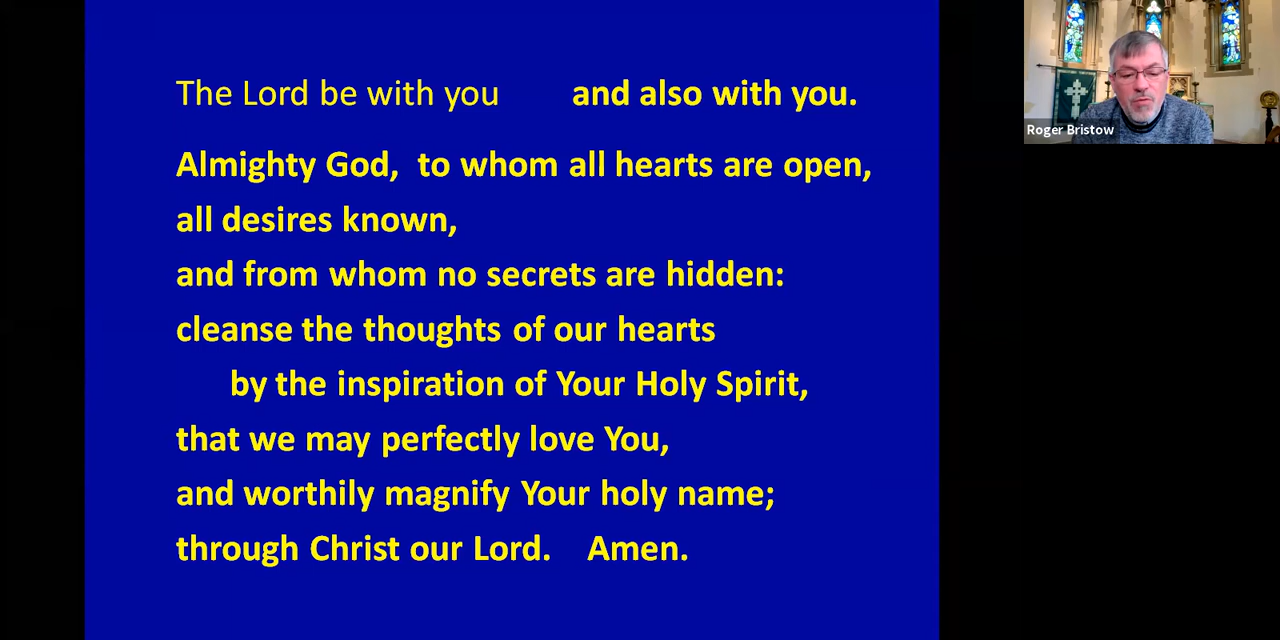 The Lord be with you and also with you.
Almighty God, to whom all hearts are open,
all desires known,
and from whom no secrets are hidden:
cleanse the thoughts of our hearts
by the inspiration of Your Holy Spirit,
that we may perfectly love You,
and worthily magnify Your holy name;
through Christ our Lord. Amen.
Roger Bristow